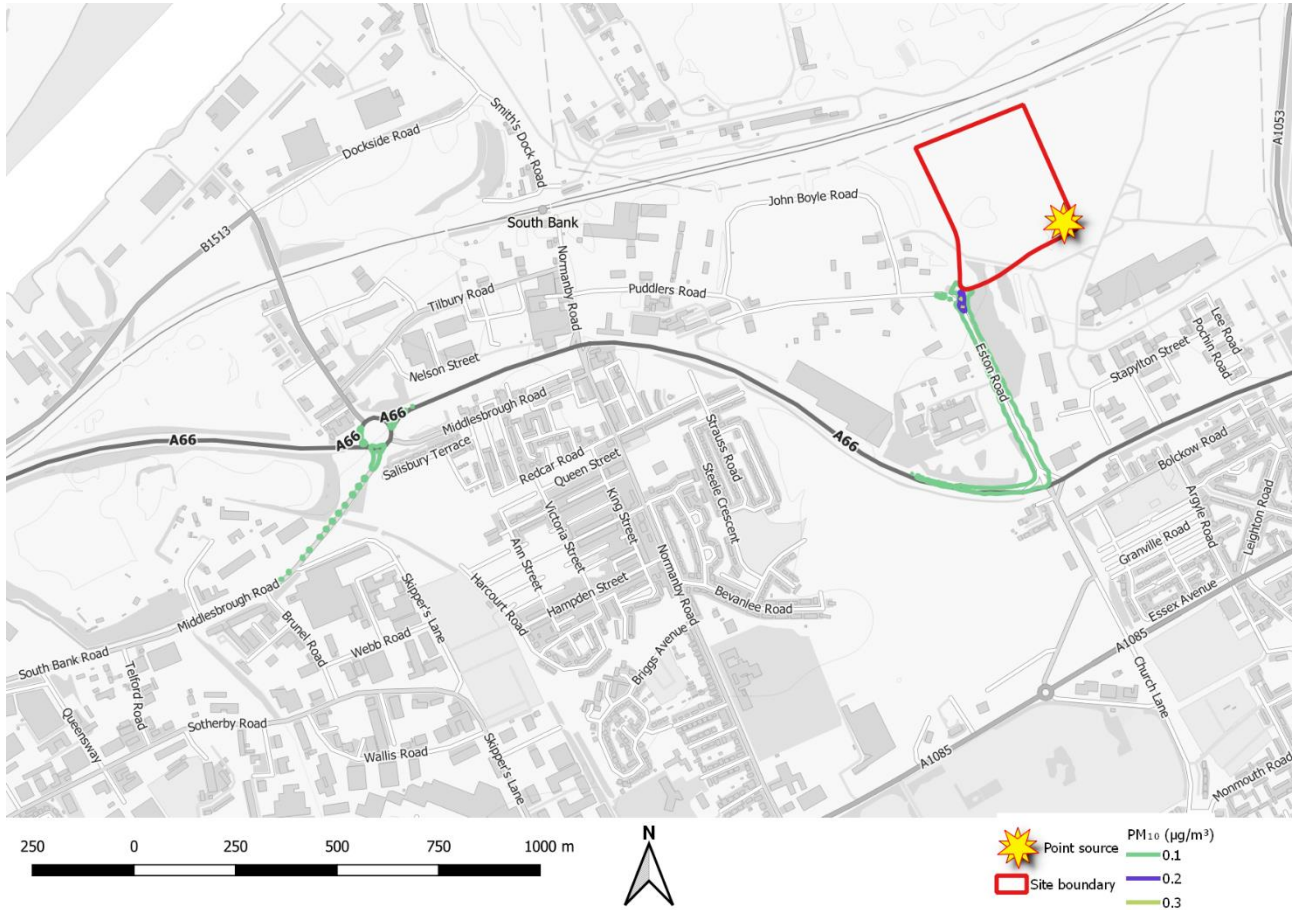 A1053
Smith's Dock Road
Dockside Road
John Boyle Road
South Bank
B1513
Normanby Road
Tilbury Road
Puddlers Road
Lee Road
Pochin Road
Stapylton Street
Eston Road
Nelson Street
A66
Middlesbrough Road
A66
A66
Salisbury Terrace
Strauss Road
A66
Bolckow Road
Redcar Road
Queen Street
Steele Crescent
King Street
Victoria Street
Argyle Road
Leighton Road
Ann Street
Granville Road
Harcourt Road
Hampden Street
Normanby Road
Bevanlee Road
Essex Avenue
Middlesbrough Road
Skipper's Lane
A1085
Brunel Road
Webb Road
Briggs Avenue
Church Lane
South Bank Road
Telford Road
Sotherby Road
Queensway
Wallis Road
Skipper's Lane
A1085
Monmouth Road
250 0 250 500 750 1000 m
N
Point source
Site boundary
PM₁₀ (µg/m³)
0.1
0.2
0.3